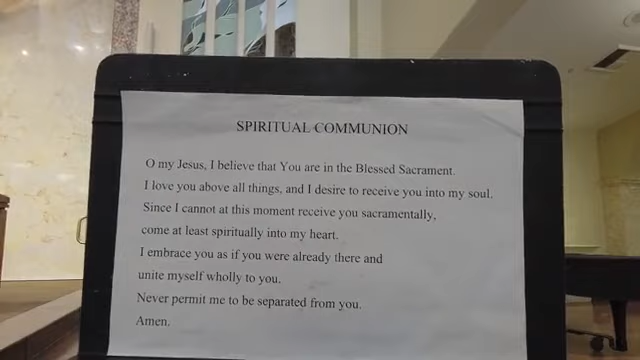 SPIRITUAL COMMUNION
O my Jesus, I believe that You are in the Blessed Sacrament.
I love you above all things, and I desire to receive you into my soul.
Since I cannot at this moment receive you sacramentally,
come at least spiritually into my heart.
I embrace you as if you were already there and
unite myself wholly to you.
Never permit me to be separated from you.
Amen.